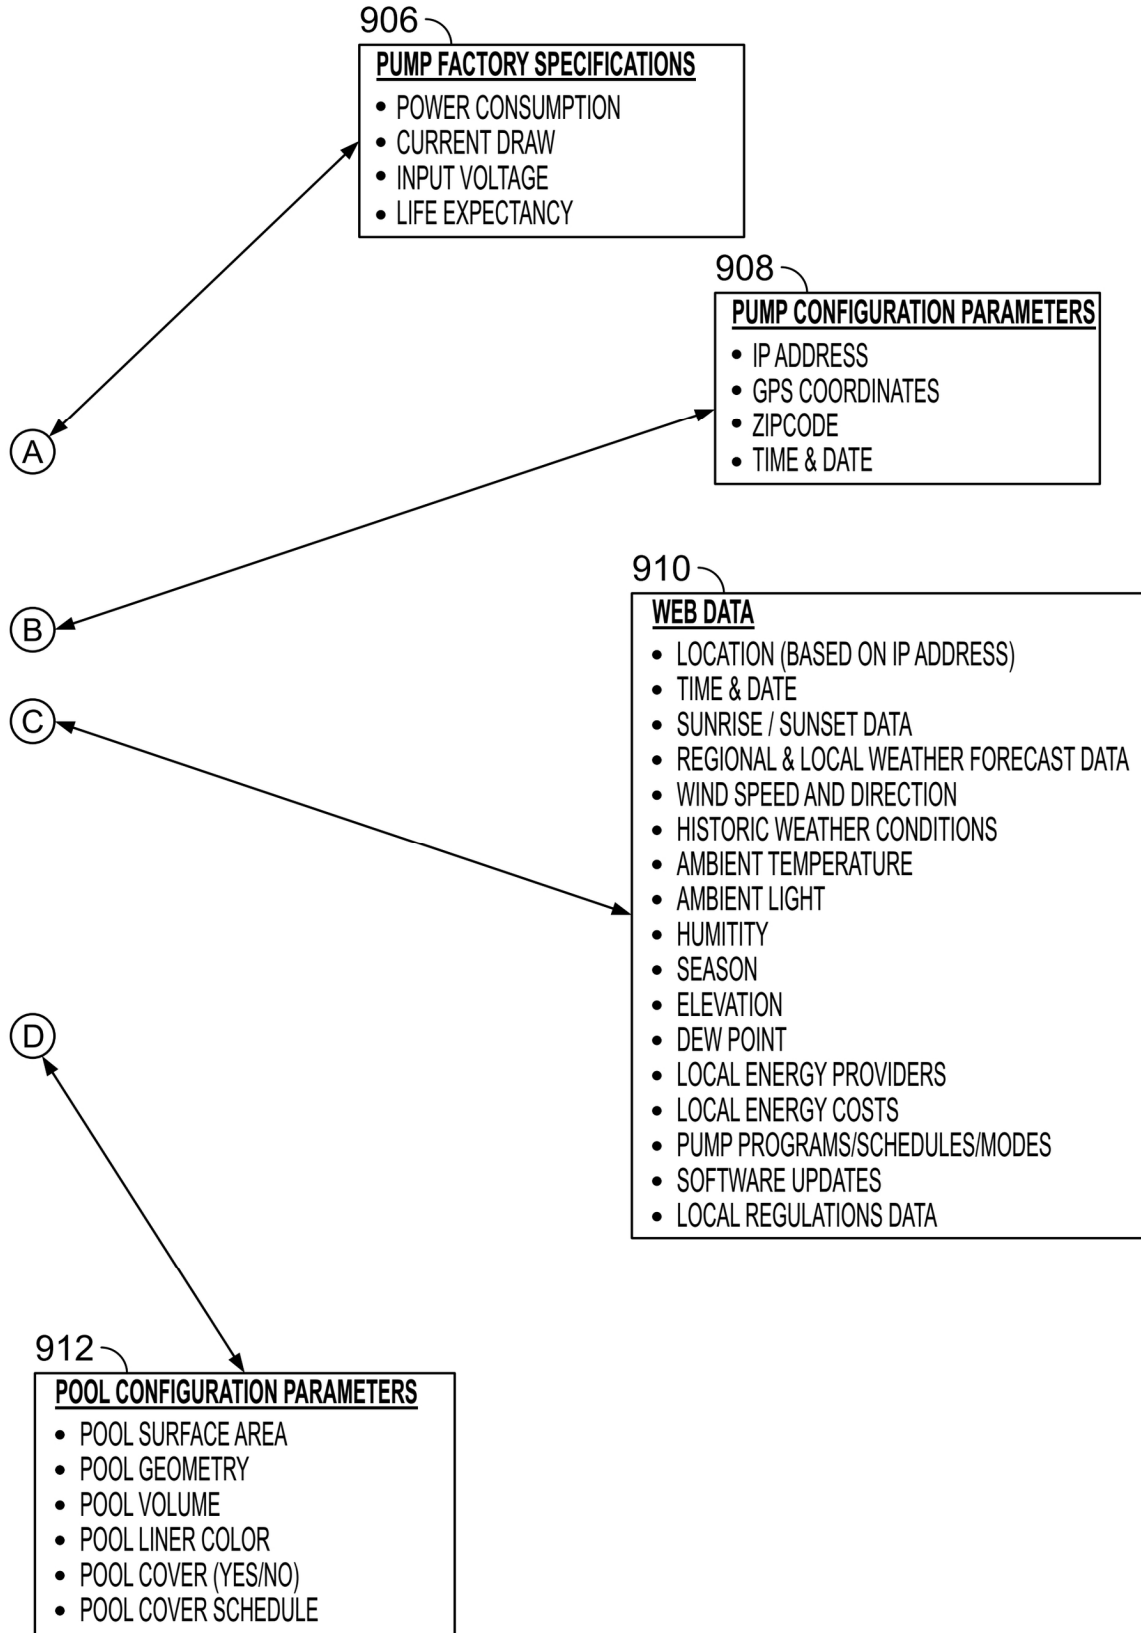 906
PUMP FACTORY SPECIFICATIONS
• POWER CONSUMPTION
• CURRENT DRAW
• INPUT VOLTAGE
• LIFE EXPECTANCY
908
PUMP CONFIGURATION PARAMETERS
• IP ADDRESS
• GPS COORDINATES
• ZIPCODE
• TIME & DATE
A
B
C
910
WEB DATA
• LOCATION (BASED ON IP ADDRESS)
• TIME & DATE
• SUNRISE / SUNSET DATA
• REGIONAL & LOCAL WEATHER FORECAST DATA
• WIND SPEED AND DIRECTION
• HISTORIC WEATHER CONDITIONS
• AMBIENT TEMPERATURE
• AMBIENT LIGHT
• HUMITITY
• SEASON
• ELEVATION
• DEW POINT
• LOCAL ENERGY PROVIDERS
• LOCAL ENERGY COSTS
• PUMP PROGRAMS/SCHEDULES/MODES
• SOFTWARE UPDATES
• LOCAL REGULATIONS DATA
D
912
POOL CONFIGURATION PARAMETERS
• POOL SURFACE AREA
• POOL GEOMETRY
• POOL VOLUME
• POOL LINER COLOR
• POOL COVER (YES/NO)
• POOL COVER SCHEDULE